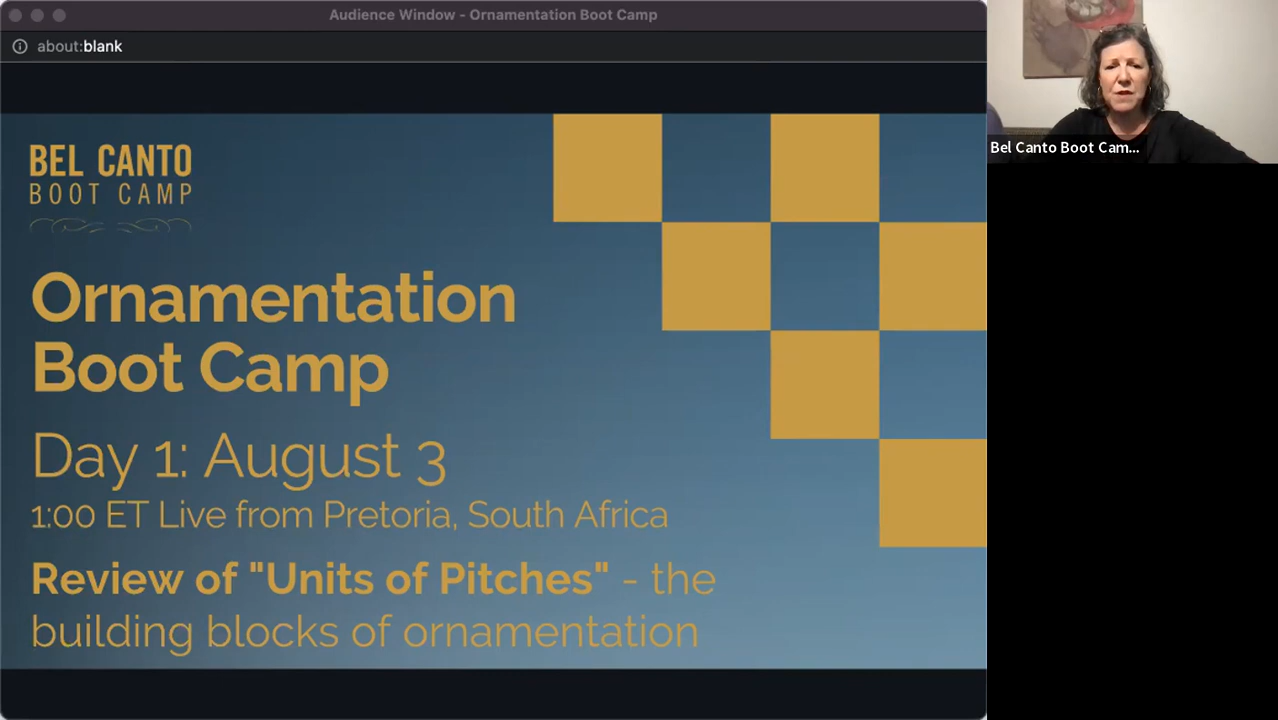 Audience Window - Ornamentation Boot Camp
about:blank
BEL CANTO
BOOT CAMP
Ornamentation
Boot Camp
Day 1: August 3
1:00 ET Live from Pretoria, South Africa
Review of "Units of Pitches" - the
building blocks of ornamentation
Bel Canto Boot Cam...